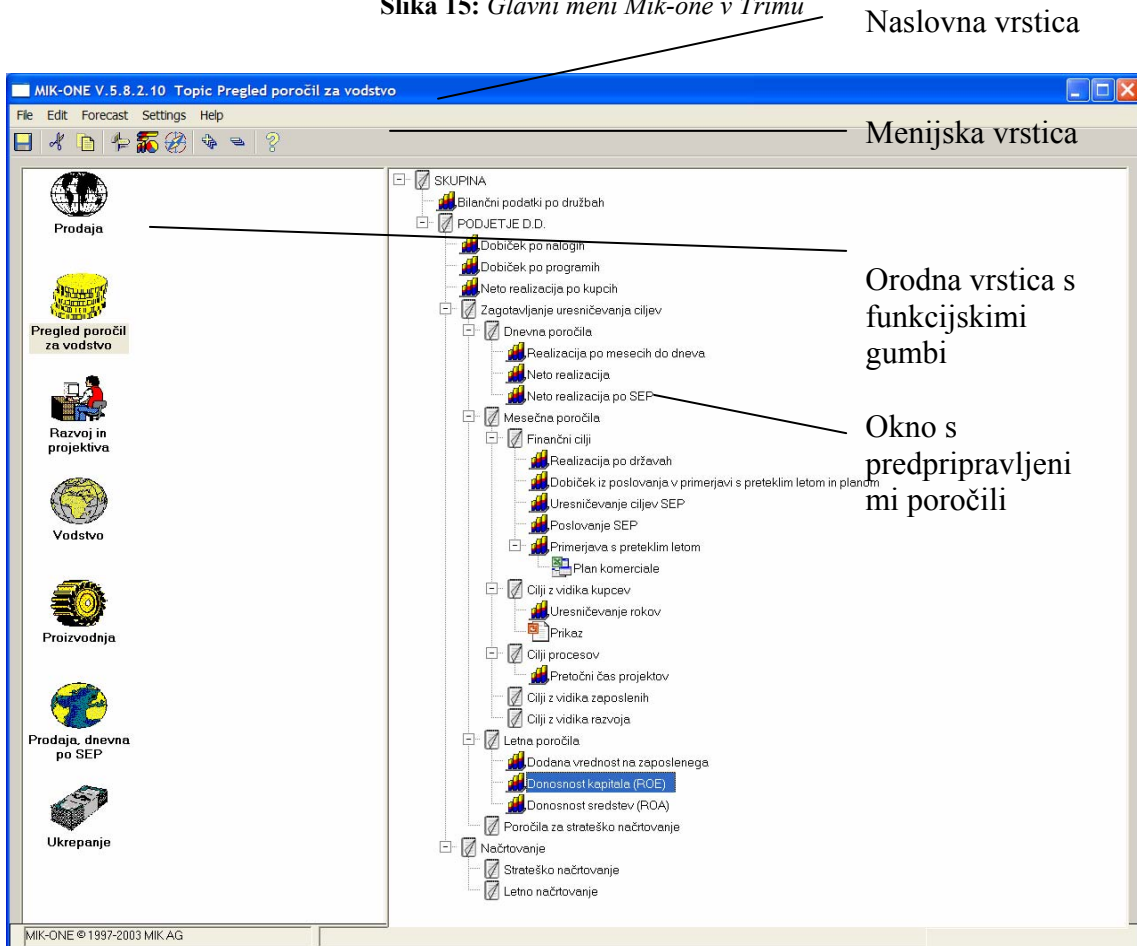 Slika 15: Glavni meni Mik-one v Trimu
Naslovna vrstica
MIK-ONE V.5.8.2.10 Topic Pregled poročil za vodstvo
File Edit Forecast Settings Help
Menijska vrstica
Prodaja
Pregled poročil
za vodstvo
Razvoj in
projektiva
Vodstvo
Proizvodnja
Prodaja, dnevna
po SEP
Ukrepanje
SKUPINA
Bilančni podatki po družbah
PODJETJE D.D.
Dobiček po nalogih
Dobiček po programih
Neto realizacija po kupcih
Zagotavljanje uresničevanja ciljev
Dnevna poročila
Realizacija po mesecih do dneva
Neto realizacija
Neto realizacija po SEP
Mesečna poročila
Finančni cilji
Realizacija po državah
Dobiček iz poslovanja v primerjavi s preteklim letom in planom
Uresničevanje ciljev SEP
Poslovanje SEP
Primerjava s preteklim letom
Plan komerciale
Cilji z vidika kupcev
Uresničevanje rokov
Prikaz
Cilji procesov
Pretočni čas projektov
Cilji z vidika zaposlenih
Cilji z vidika razvoja
Letna poročila
Dodana vrednost na zaposlenega
Donosnost kapitala (ROE)
Donosnost sredstev (ROA)
Poročila za strateško načrtovanje
Načrtovanje
Strateško načrtovanje
Letno načrtovanje
Orodna vrstica s
funkcijskimi
gumbi
Okno s
predpripravljeni
mi poročili
MIK-ONE © 1997-2003 MIK AG